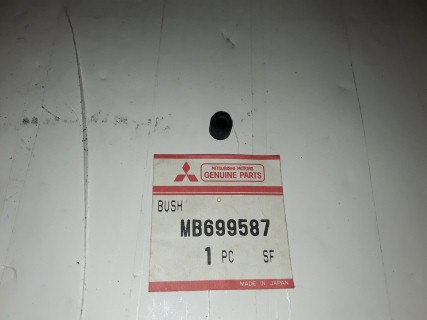 MITSUBISHI MOTORS
GENUINE PARTS
BUSH
MB699587
1 PC SF
MADE IN JAPAN